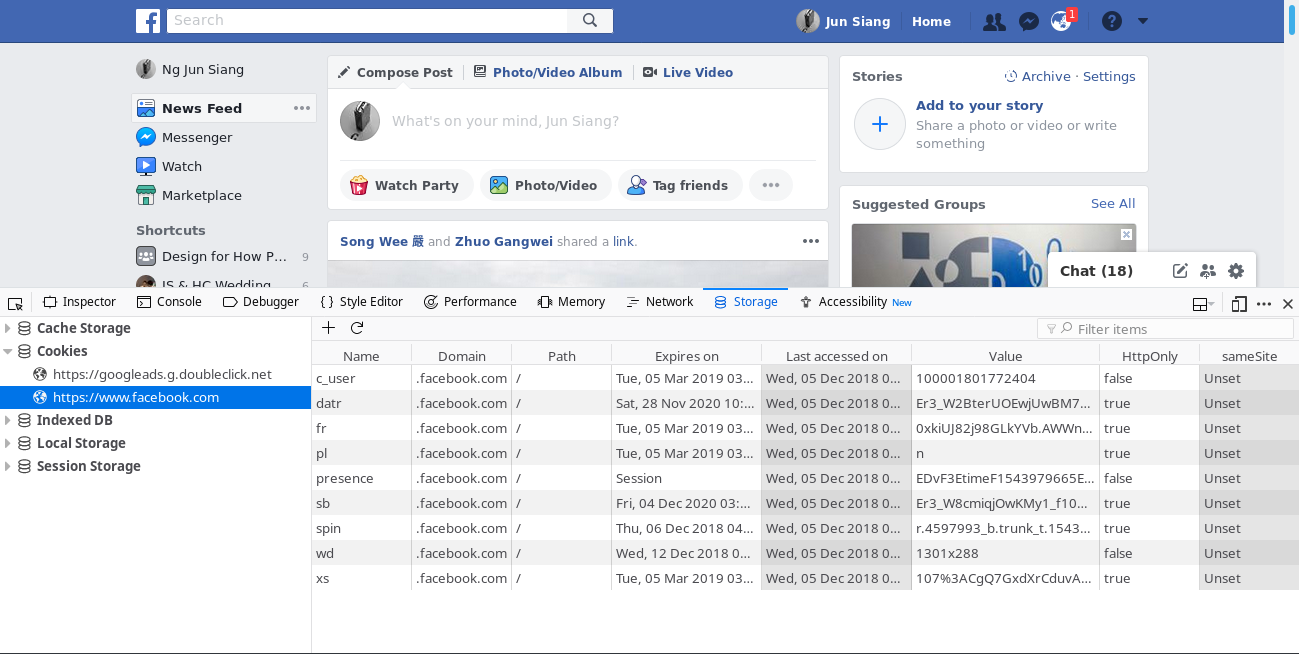 Search
Jun Siang
Home
1
Ng Jun Siang
News Feed
Messenger
Watch
Marketplace
Shortcuts
Design for How P... 9
IS & HC Wedding 6
Compose Post
Photo/Video Album
Live Video
What's on your mind, Jun Siang?
Watch Party
Photo/Video
Tag friends
Song Wee 嚴 and Zhuo Gangwei shared a link.
Stories
Archive · Settings
Add to your story
Share a photo or video or write
something
Suggested Groups
See All
Chat (18)
Inspector Console Debugger Style Editor Performance Memory Network Storage Accessibility New
Cache Storage
Cookies
https://googleads.g.doubleclick.net
https://www.facebook.com
Indexed DB
Local Storage
Session Storage
Filter items
Name Domain Path Expires on Last accessed on Value HttpOnly sameSite
c_user .facebook.com / Tue, 05 Mar 2019 03... Wed, 05 Dec 2018 0... 100001801772404 false Unset
datr .facebook.com / Sat, 28 Nov 2020 10:... Wed, 05 Dec 2018 0... Er3_W2BterUOEwjUwBM7... true Unset
fr .facebook.com / Tue, 05 Mar 2019 03... Wed, 05 Dec 2018 0... 0xkiUJ82j98GLkYVb.AWWn... true Unset
pl .facebook.com / Tue, 05 Mar 2019 03... Wed, 05 Dec 2018 0... n true Unset
presence .facebook.com / Session Wed, 05 Dec 2018 0... EDvF3EtimeF1543979665E... false Unset
sb .facebook.com / Fri, 04 Dec 2020 03:... Wed, 05 Dec 2018 0... Er3_W8cmiqjOwKMy1_f10... true Unset
spin .facebook.com / Thu, 06 Dec 2018 04... Wed, 05 Dec 2018 0... r.4597993_b.trunk_t.1543... true Unset
wd .facebook.com / Wed, 12 Dec 2018 0... Wed, 05 Dec 2018 0... 1301x288 false Unset
xs .facebook.com / Tue, 05 Mar 2019 03... Wed, 05 Dec 2018 0... 107%3ACgQ7GxdXrCduvA... true Unset